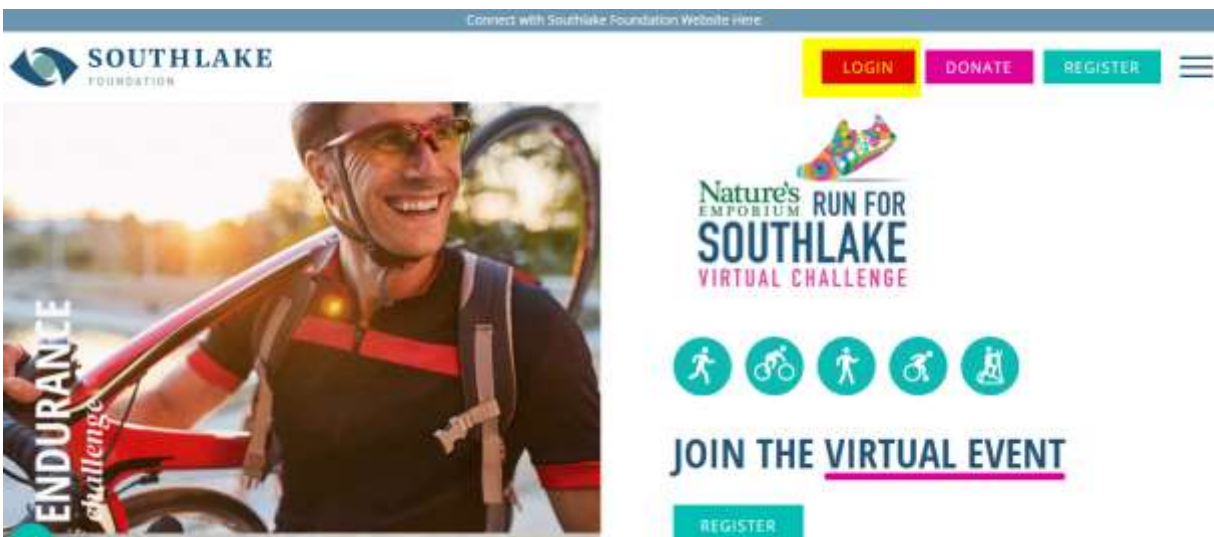 Connect with Southlake Foundation Website Here
SOUTHLAKE
FOUNDATION
LOGIN
DONATE
REGISTER
Nature's
EMPORIUM
RUN FOR
SOUTHLAKE
VIRTUAL CHALLENGE
ENDURANCE
challenge
JOIN THE VIRTUAL EVENT
REGISTER